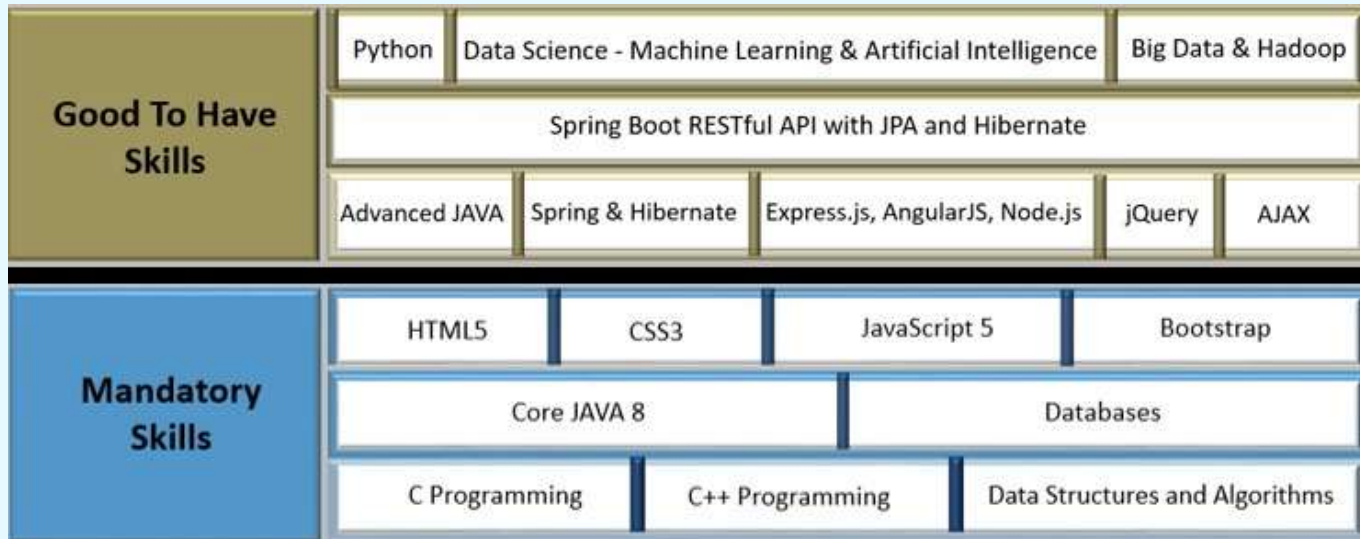 Good To Have
Skills
Python
Data Science - Machine Learning & Artificial Intelligence
Big Data & Hadoop
Spring Boot RESTful API with JPA and Hibernate
Advanced JAVA
Spring & Hibernate
Express.js, AngularJS, Node.js
jQuery
AJAX
Mandatory
Skills
HTML5
CSS3
JavaScript 5
Bootstrap
Core JAVA 8
Databases
C Programming
C++ Programming
Data Structures and Algorithms